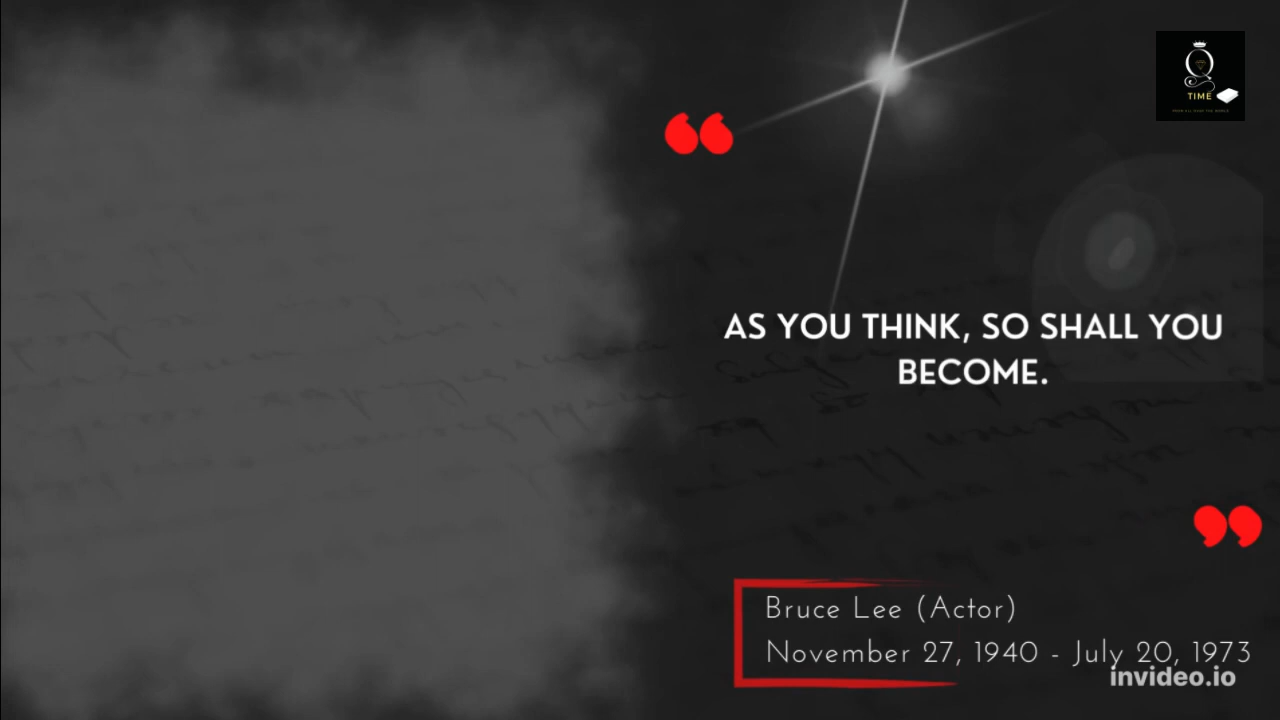 Q
TIME
“
AS YOU THINK, SO SHALL YOU
BECOME.
”
Bruce Lee (Actor)
November 27, 1940 - July 20, 1973
invideo.io